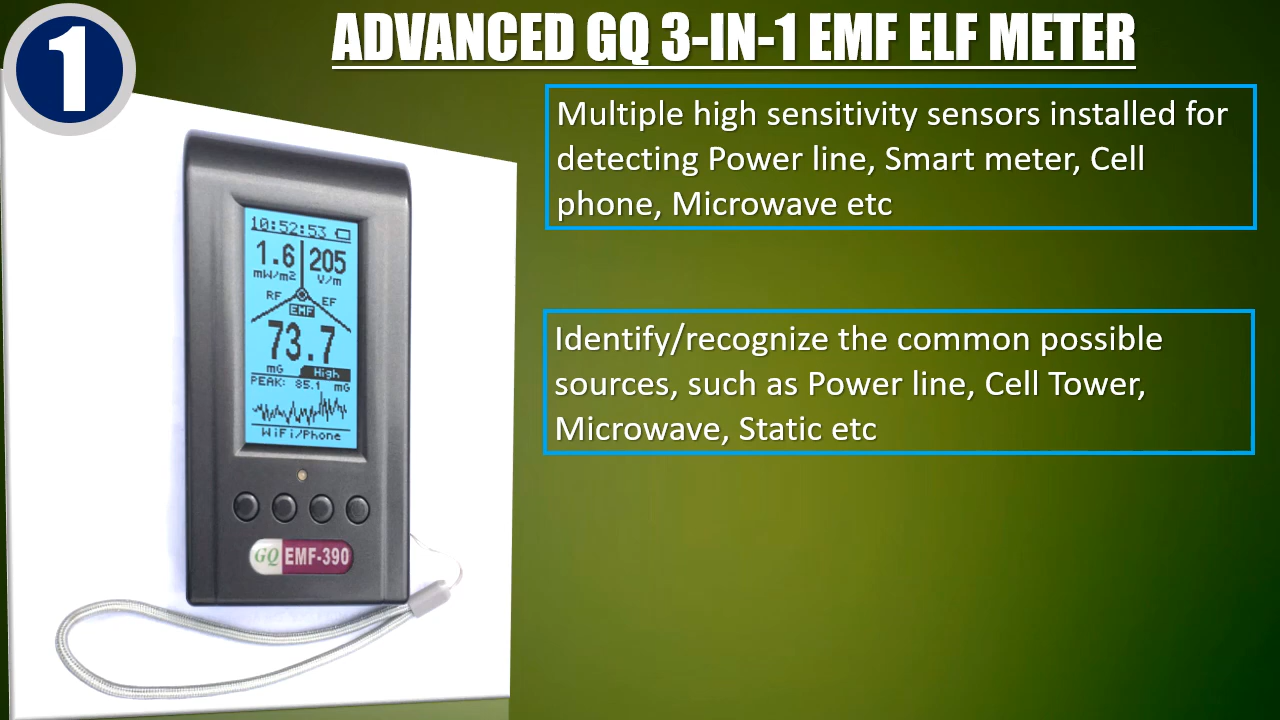 1
ADVANCED GQ 3-IN-1 EMF ELF METER
Multiple high sensitivity sensors installed for
detecting Power line, Smart meter, Cell
phone, Microwave etc
Identify/recognize the common possible
sources, such as Power line, Cell Tower,
Microwave, Static etc
10:52:53
1.6 205
mW/m2 V/m
RF EF
EMF
73.7
mG High
PEAK: 85.1 mG
WiFi/Phone
GQ EMF-390